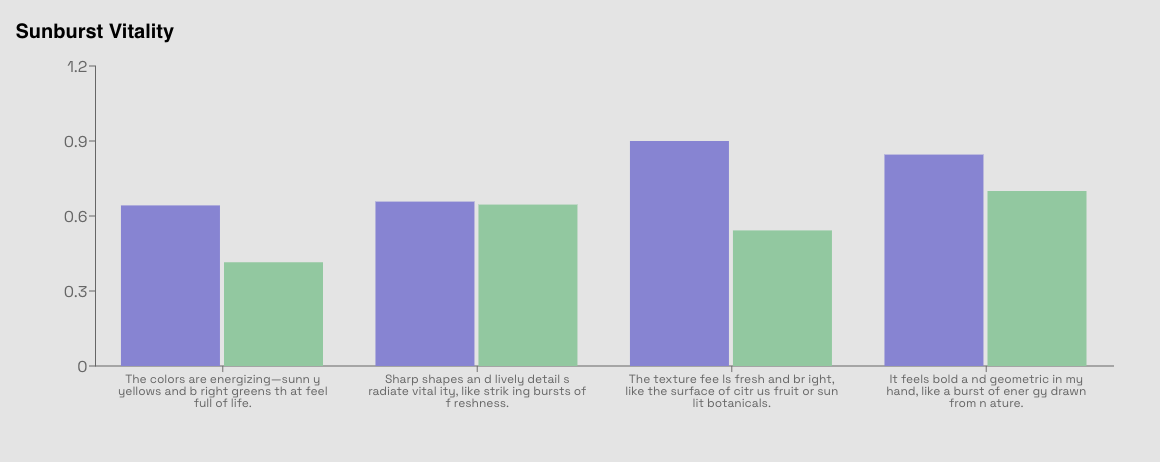 Sunburst Vitality
1.2
0.9
0.6
0.3
0
The colors are energizing—sunn y
yellows and b right greens th at feel
full of life.
Sharp shapes an d lively detail s
radiate vital ity, like strik ing bursts of
f reshness.
The texture fee ls fresh and br ight,
like the surface of citr us fruit or sun
lit botanicals.
It feels bold a nd geometric in my
hand, like a burst of ener gy drawn
from n ature.